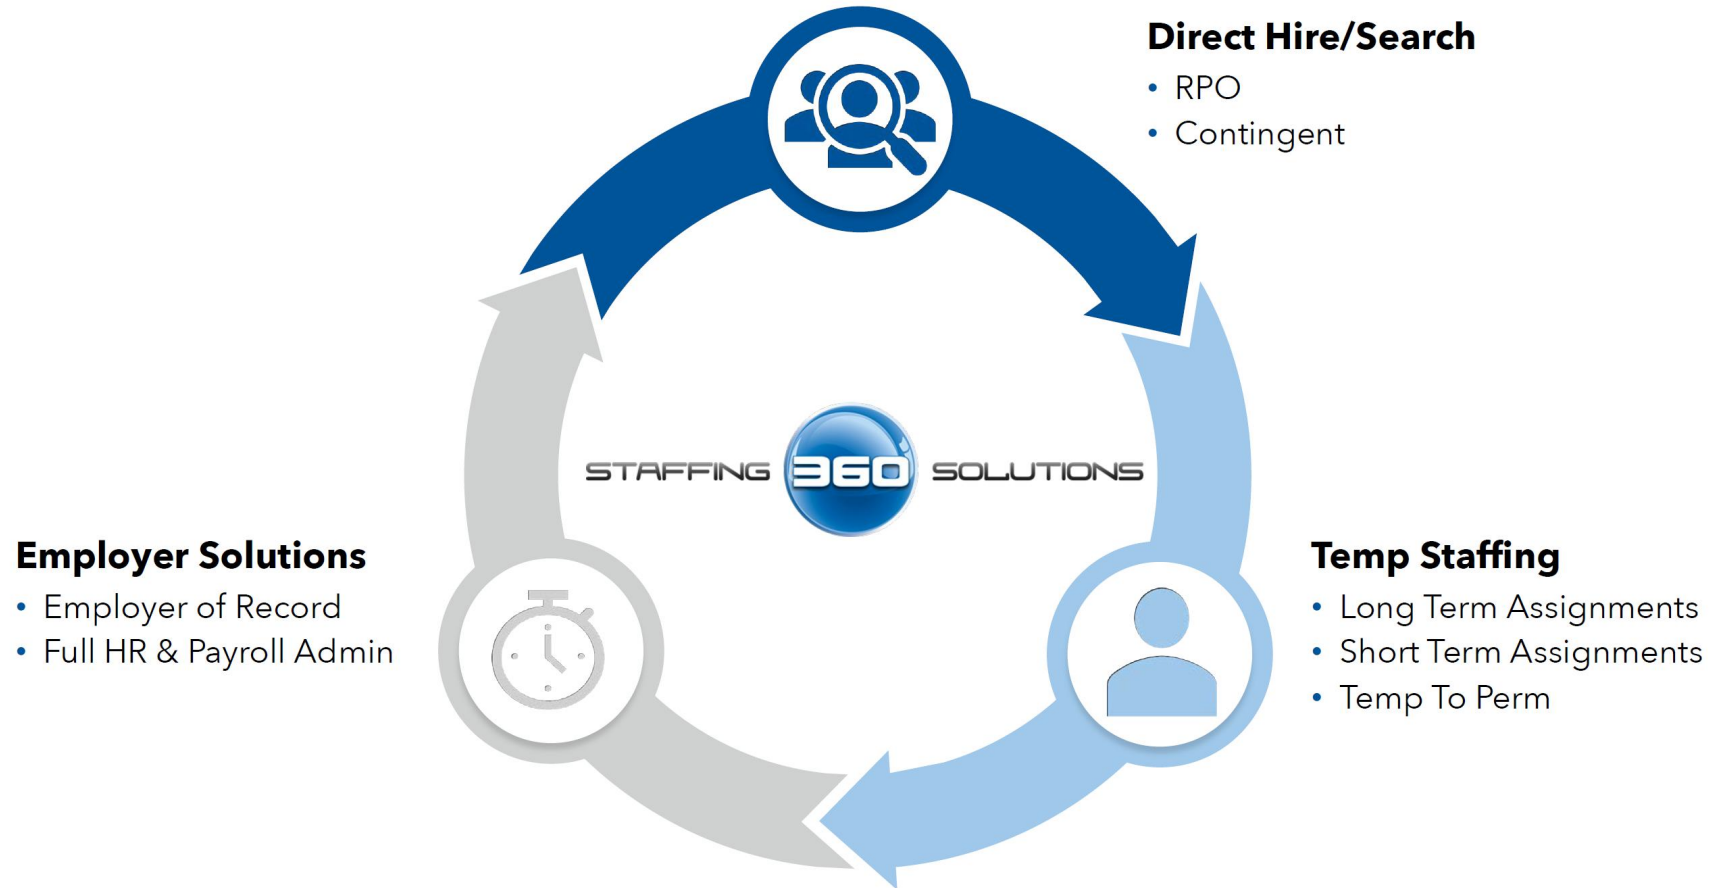 Direct Hire/Search
• RPO
• Contingent
STAFFING 360 SOLUTIONS
Employer Solutions
• Employer of Record
• Full HR & Payroll Admin
Temp Staffing
• Long Term Assignments
• Short Term Assignments
• Temp To Perm